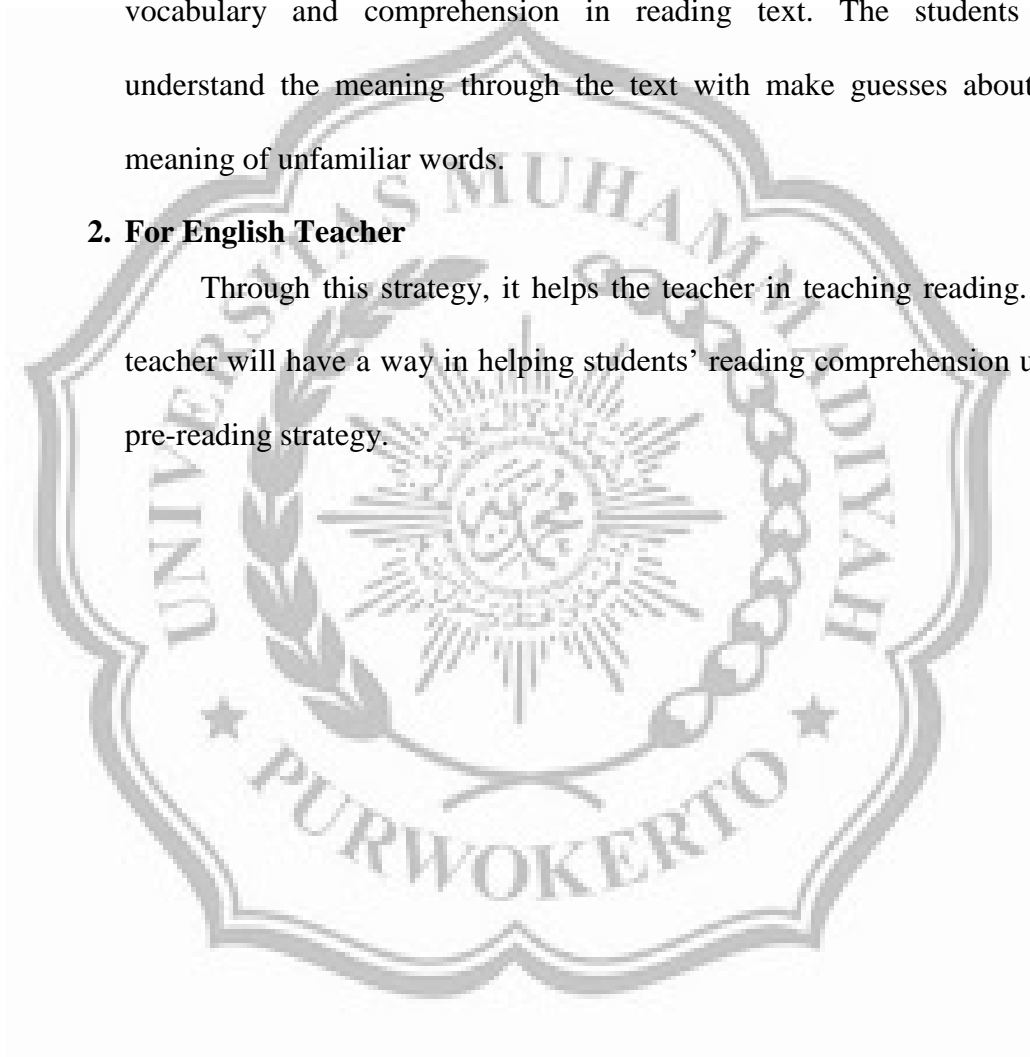 vocabulary and comprehension in reading text. The students
understand the meaning through the text with make guesses about
meaning of unfamiliar words.
2. For English Teacher
Through this strategy, it helps the teacher in teaching reading.
teacher will have a way in helping students’ reading comprehension u
pre-reading strategy.
UNIVERSITAS MUHAMMADIYAH
PURWOKERTO